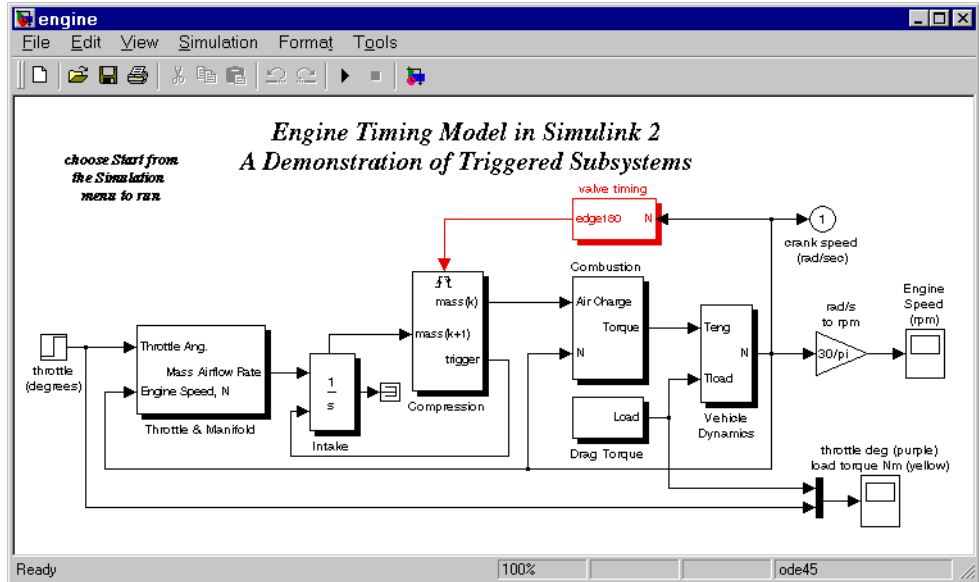 engine
File Edit View Simulation Format Tools
Engine Timing Model in Simulink 2
A Demonstration of Triggered Subsystems
choose Start from
the Simulation
menu to run
valve timing
edge180 N
1
crank speed
(rad/sec)
Combustion
Air Charge
Torque
N
mass(k)
mass(k+1)
trigger
Compression
Engine
Speed
(rpm)
rad/s
to rpm
30/pi
Teng
N
Tload
Vehicle
Dynamics
throttle
(degrees)
Throttle Ang.
Mass Airflow Rate
Engine Speed, N
Throttle & Manifold
1
s
Intake
Load
Drag Torque
throttle deg (purple)
load torque Nm (yellow)
Ready 100% ode45